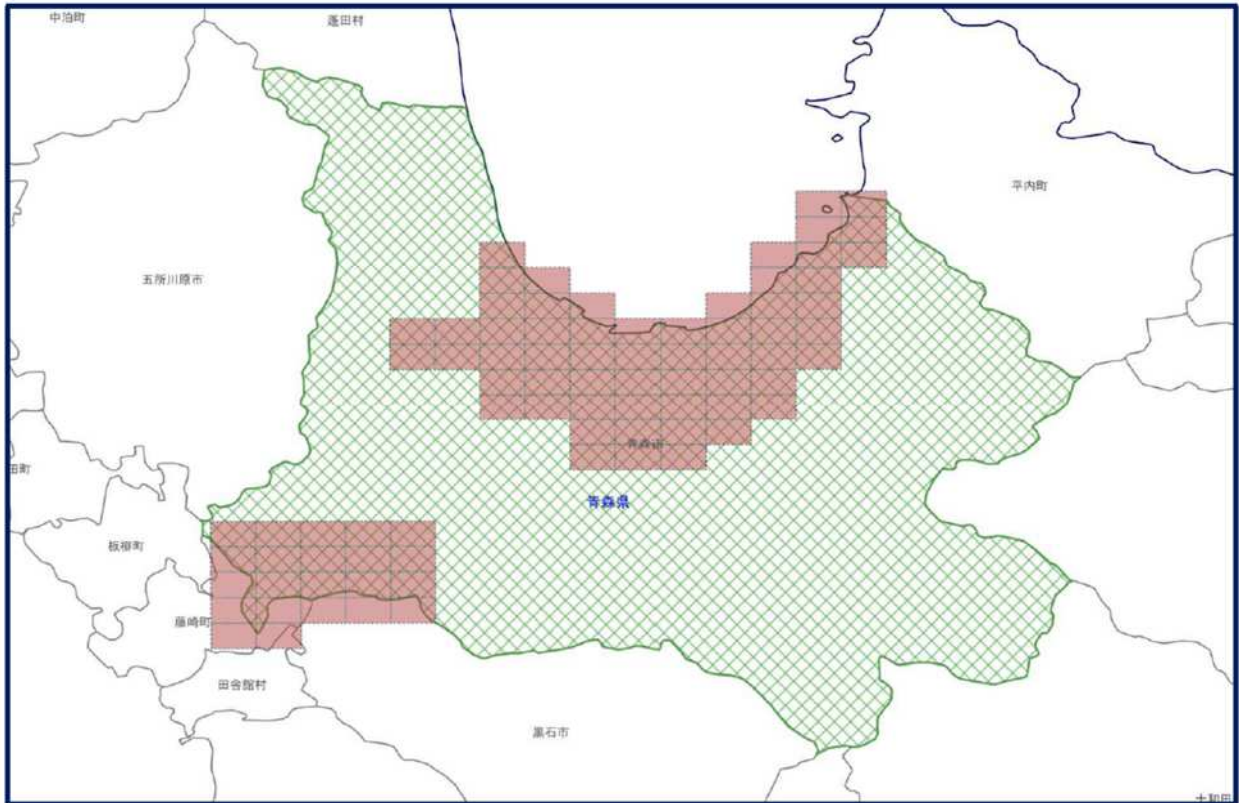 中泊町
蓬田村
平内町
五所川原市
青森市
青森県
板柳町
藤崎町
田舎館村
黒石市